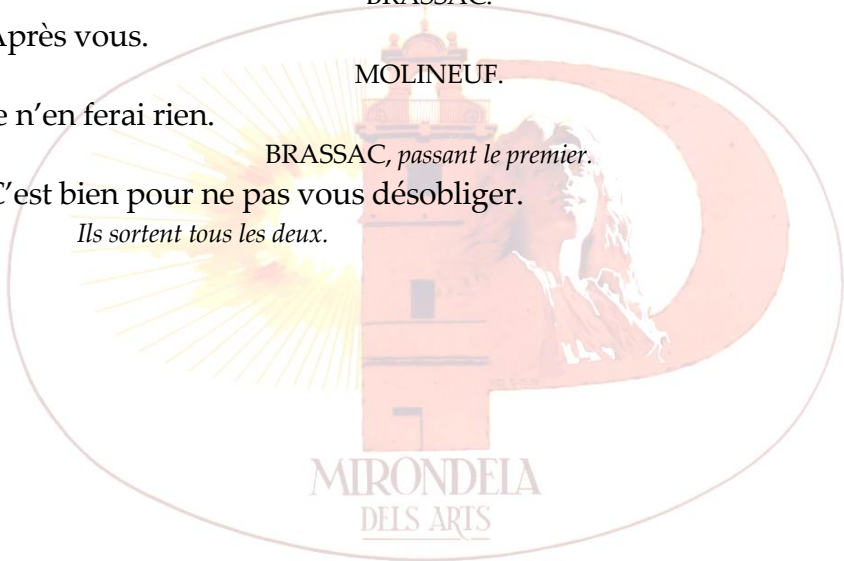 BRASSAC.
Après vous.
MOLINEUF.
e n’en ferai rien.
BRASSAC, passant le premier.
C’est bien pour ne pas vous désobliger.
Ils sortent tous les deux.
MIRONDELA
DELS ARTS